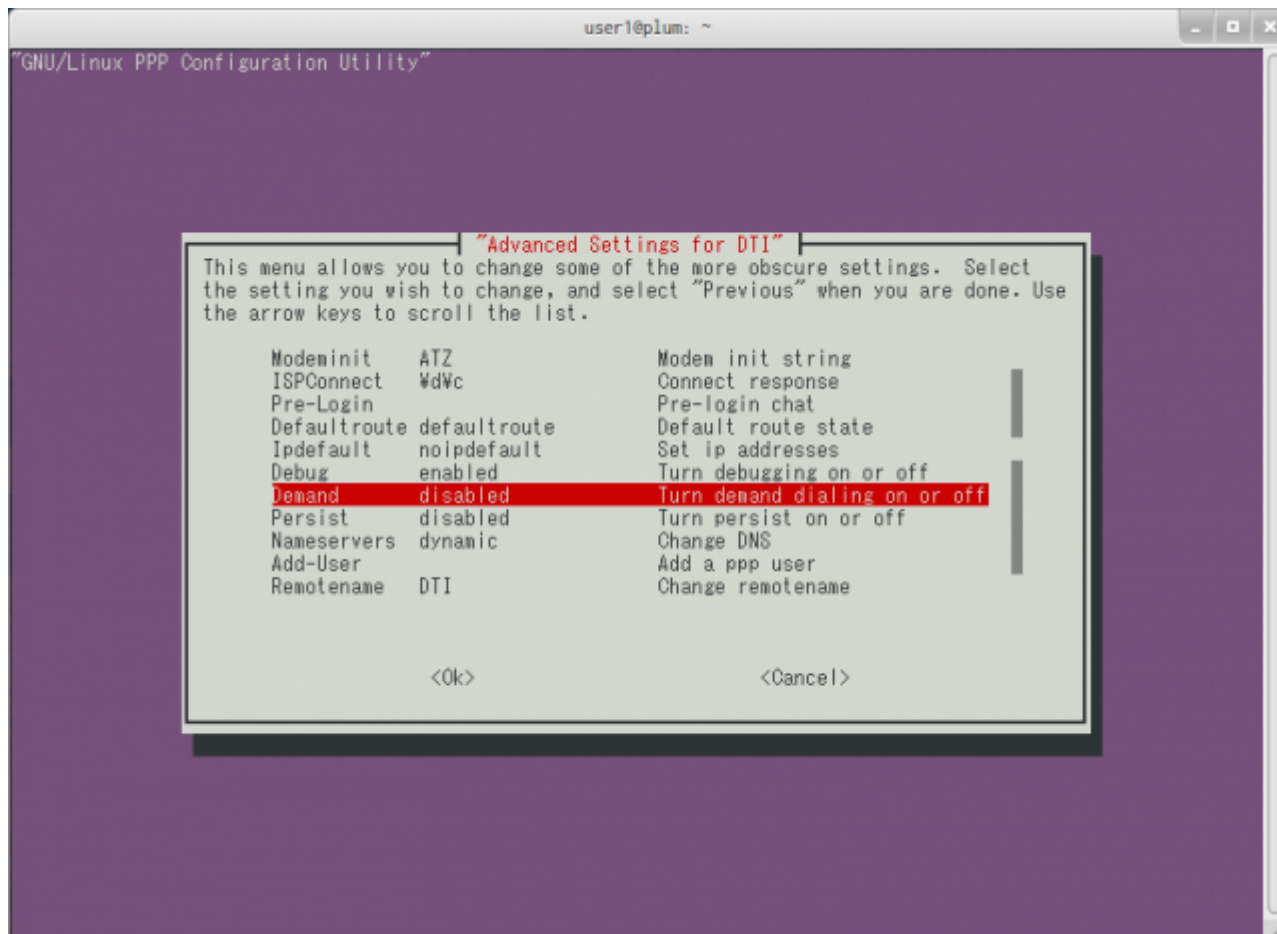 user1@plum: ~
"GNU/Linux PPP Configuration Utility"
"Advanced Settings for DTI"
This menu allows you to change some of the more obscure settings.  Select
the setting you wish to change, and select "Previous" when you are done. Use
the arrow keys to scroll the list.
Modeminit ATZ Modem init string
ISPConnect ¥d¥c Connect response
Pre-Login Pre-login chat
Defaultroute defaultroute Default route state
Ipdefault noipdefault Set ip addresses
Debug enabled Turn debugging on or off
Demand disabled Turn demand dialing on or off
Persist disabled Turn persist on or off
Nameservers dynamic Change DNS
Add-User Add a ppp user
Remotename DTI Change remotename
<Ok> <Cancel>